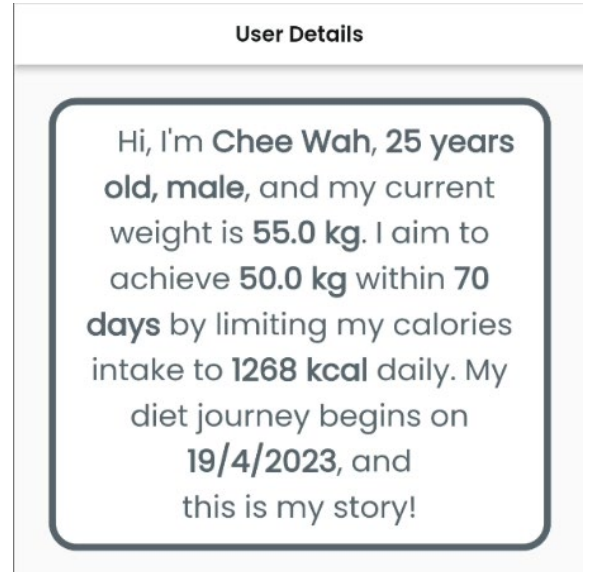 User Details
Hi, I'm Chee Wah, 25 years
old, male, and my current
weight is 55.0 kg. I aim to
achieve 50.0 kg within 70
days by limiting my calories
intake to 1268 kcal daily. My
diet journey begins on
19/4/2023, and
this is my story!